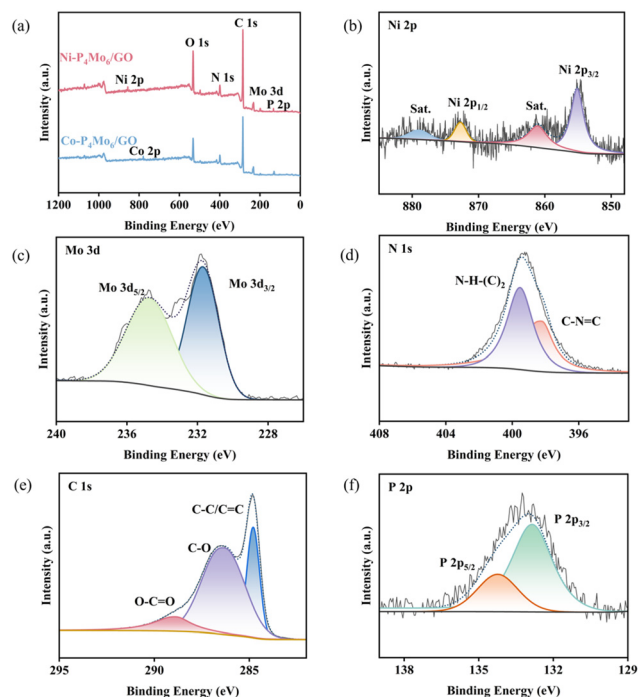 (a)
C 1s
O 1s
Ni-P₄Mo₆/GO
Ni 2p
N 1s
Mo 3d
P 2p
Co-P₄Mo₆/GO
Co 2p
Intensity (a.u.)
1200 1000 800 600 400 200 0
Binding Energy (eV)
(b)
Ni 2p
Ni 2p₃/₂
Sat.
Ni 2p₁/₂
Sat.
Intensity (a.u.)
880 870 860 850
Binding Energy (eV)
(c)
Mo 3d
Mo 3d₅/₂
Mo 3d₃/₂
Intensity (a.u.)
240 236 232 228
Binding Energy (eV)
(d)
N 1s
N-H-(C)₂
C-N=C
Intensity (a.u.)
408 404 400 396
Binding Energy (eV)
(e)
C 1s
C-C/C=C
C-O
O-C=O
Intensity (a.u.)
295 290 285
Binding Energy (eV)
(f)
P 2p
P 2p₃/₂
P 2p₅/₂
Intensity (a.u.)
138 135 132 129
Binding Energy (eV)